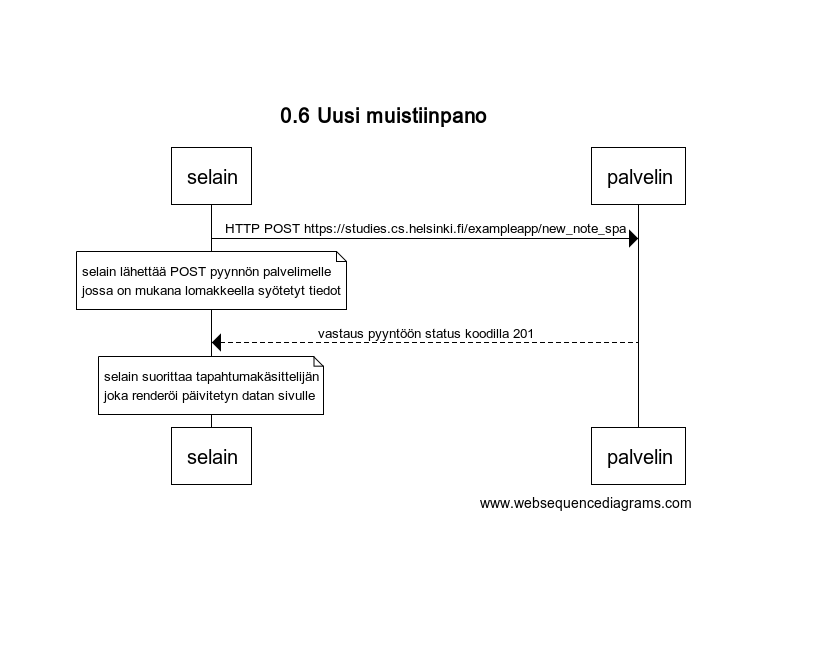 0.6 Uusi muistiinpano
selain
palvelin
HTTP POST https://studies.cs.helsinki.fi/exampleapp/new_note_spa
selain lähettää POST pyynnön palvelimelle
jossa on mukana lomakkeella syötetyt tiedot
vastaus pyyntöön status koodilla 201
selain suorittaa tapahtumakäsittelijän
joka renderöi päivitetyn datan sivulle
selain
palvelin
www.websequencediagrams.com